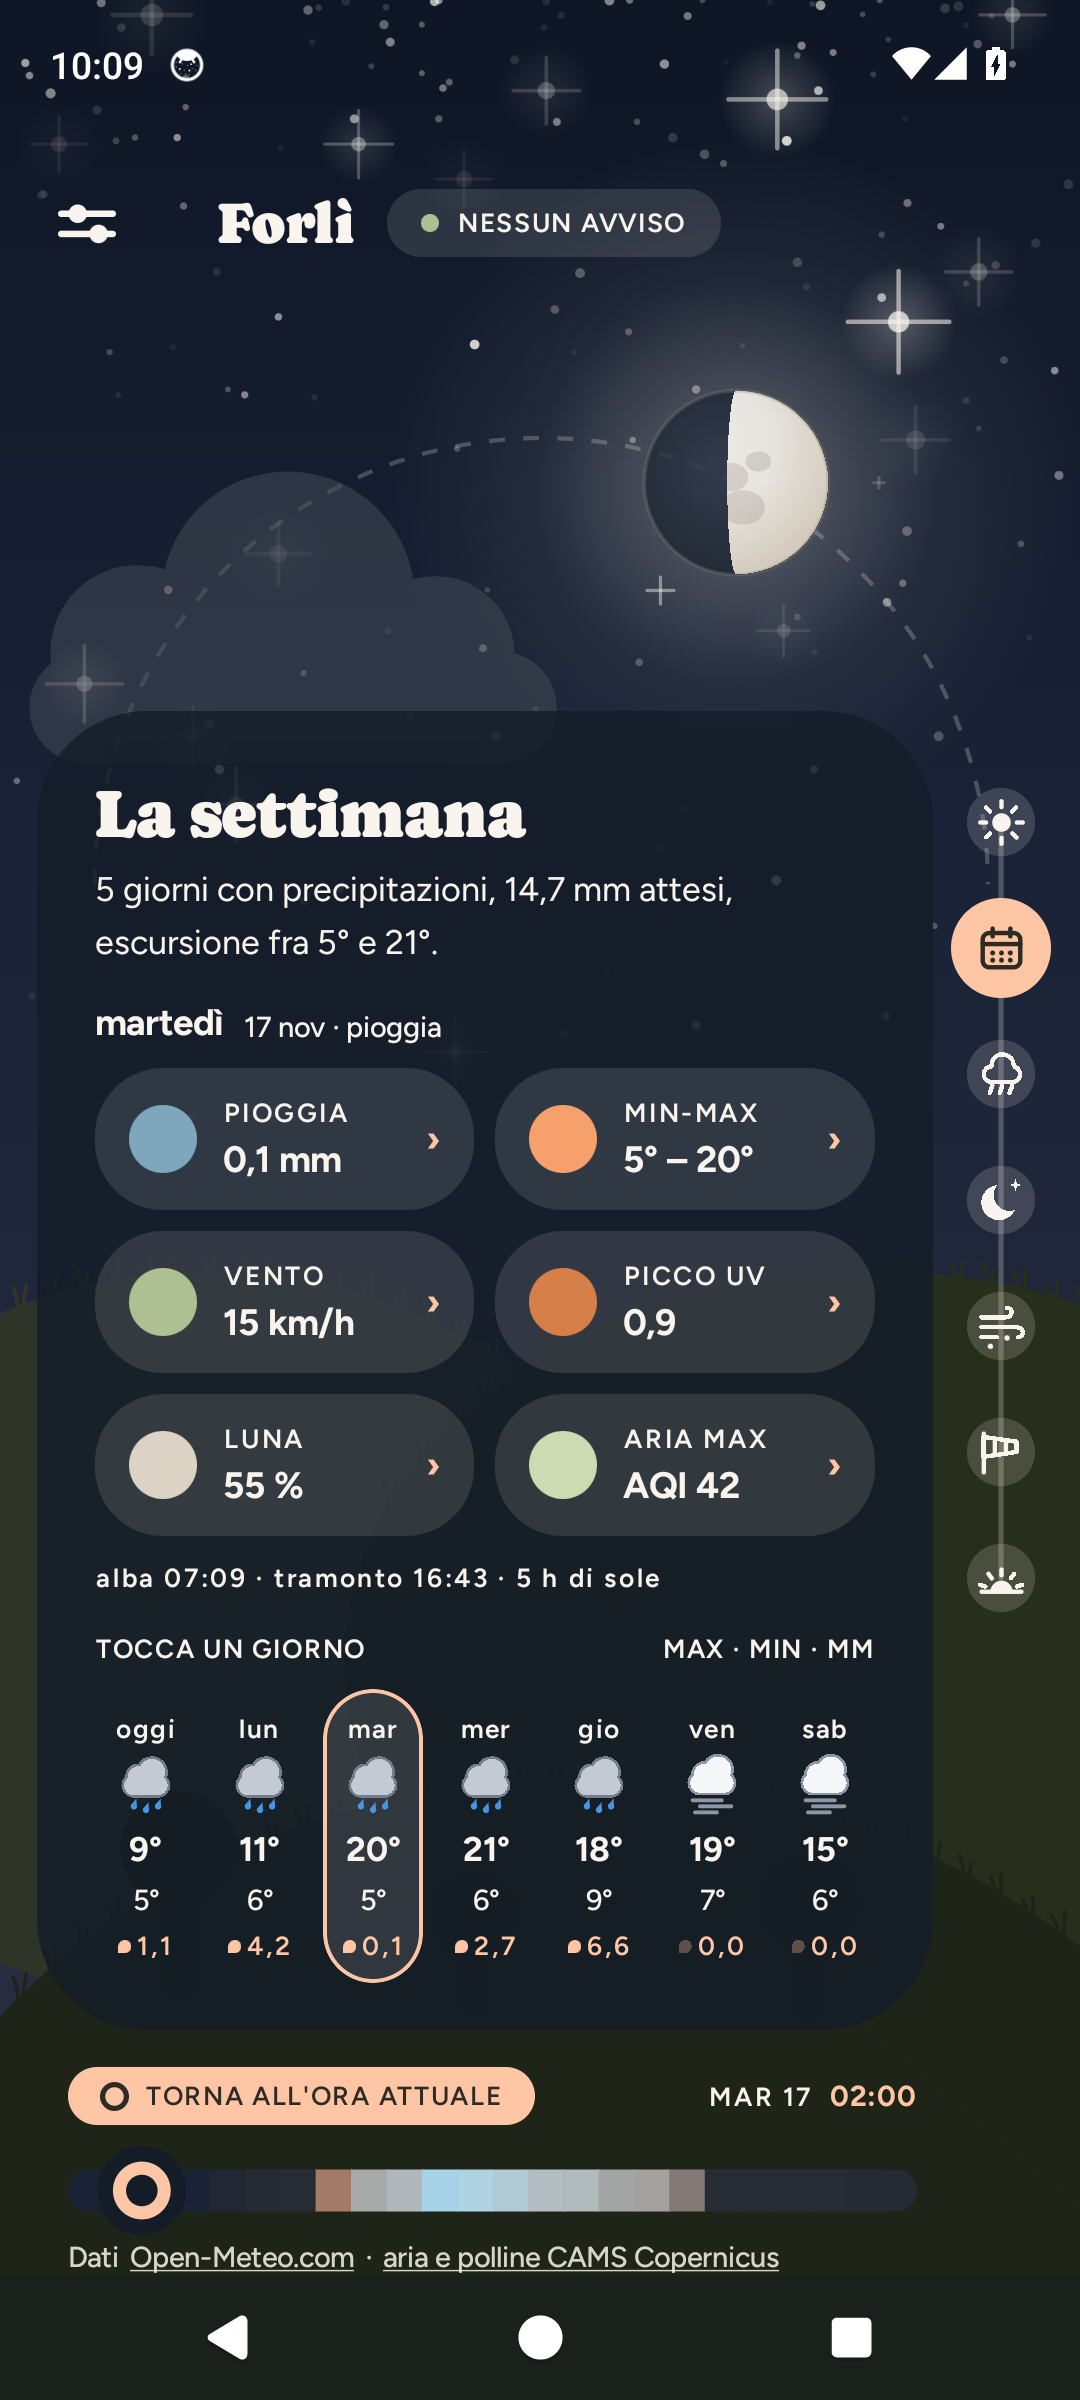 10:09
Forlì
NESSUN AVVISO
La settimana
5 giorni con precipitazioni, 14,7 mm attesi,
escursione fra 5° e 21°.
martedì 17 nov · pioggia
PIOGGIA
0,1 mm
›
MIN-MAX
5° – 20°
›
VENTO
15 km/h
›
PICCO UV
0,9
›
LUNA
55 %
›
ARIA MAX
AQI 42
›
alba 07:09 · tramonto 16:43 · 5 h di sole
TOCCA UN GIORNO MAX · MIN · MM
oggi lun mar mer gio ven sab
9° 11° 20° 21° 18° 19° 15°
5° 6° 5° 6° 9° 7° 6°
1,1 4,2 0,1 2,7 6,6 0,0 0,0
TORNA ALL'ORA ATTUALE MAR 17 02:00
Dati Open-Meteo.com · aria e polline CAMS Copernicus